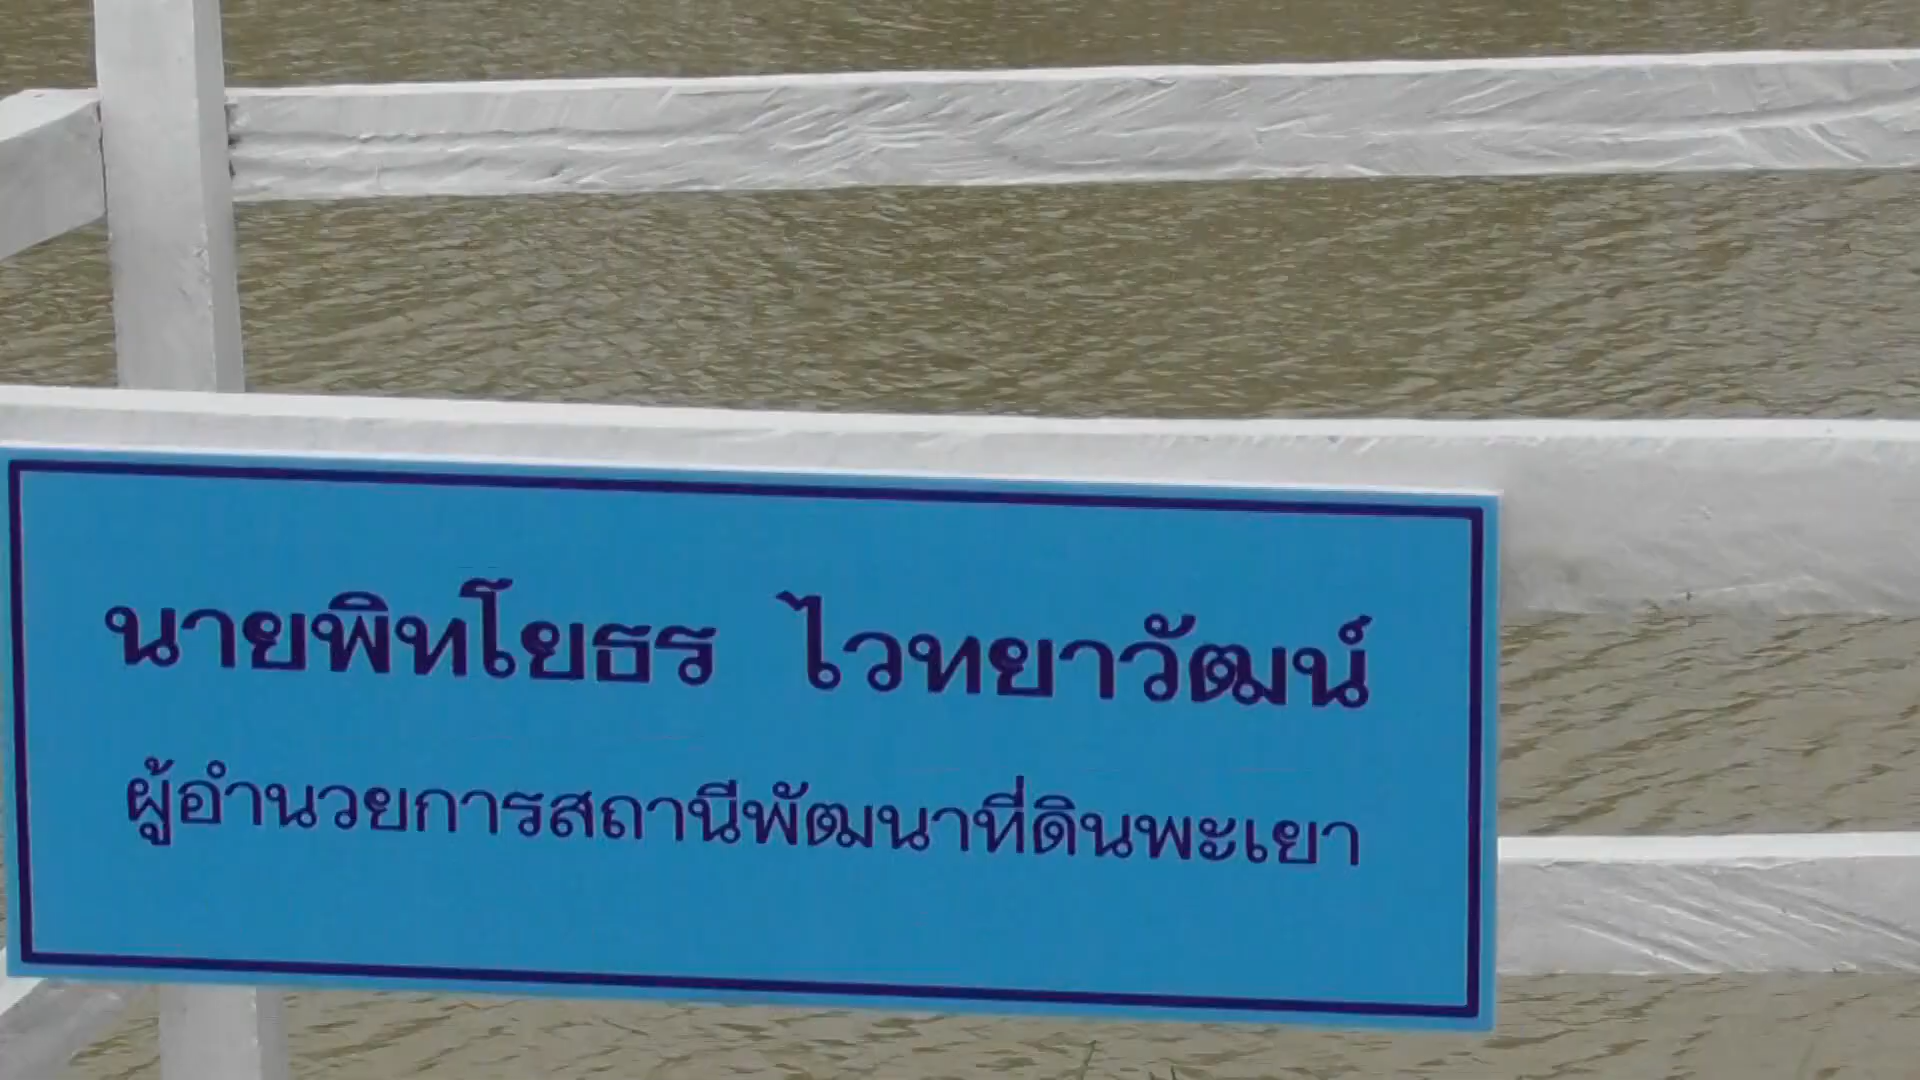 นายพิทโยธร ไวทยาวัฒน์
ผู้อำนวยการสถานีพัฒนาที่ดินพะเยา